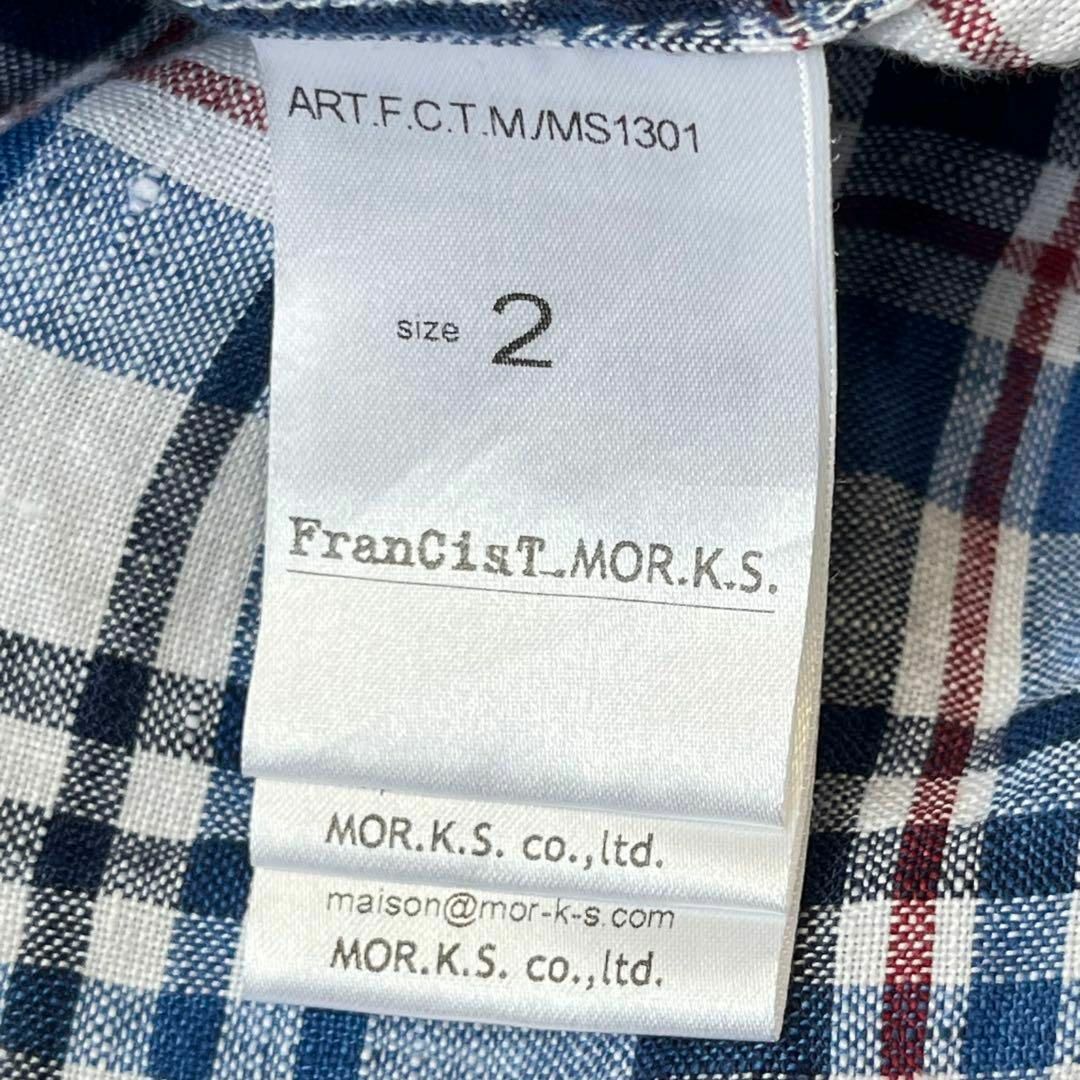 ART.F.C.T.M./MS1301
size 2
FranCisT_MOR.K.S.
MOR.K.S. co.,ltd.
maison@mor-k-s.com
MOR.K.S. co.,ltd.